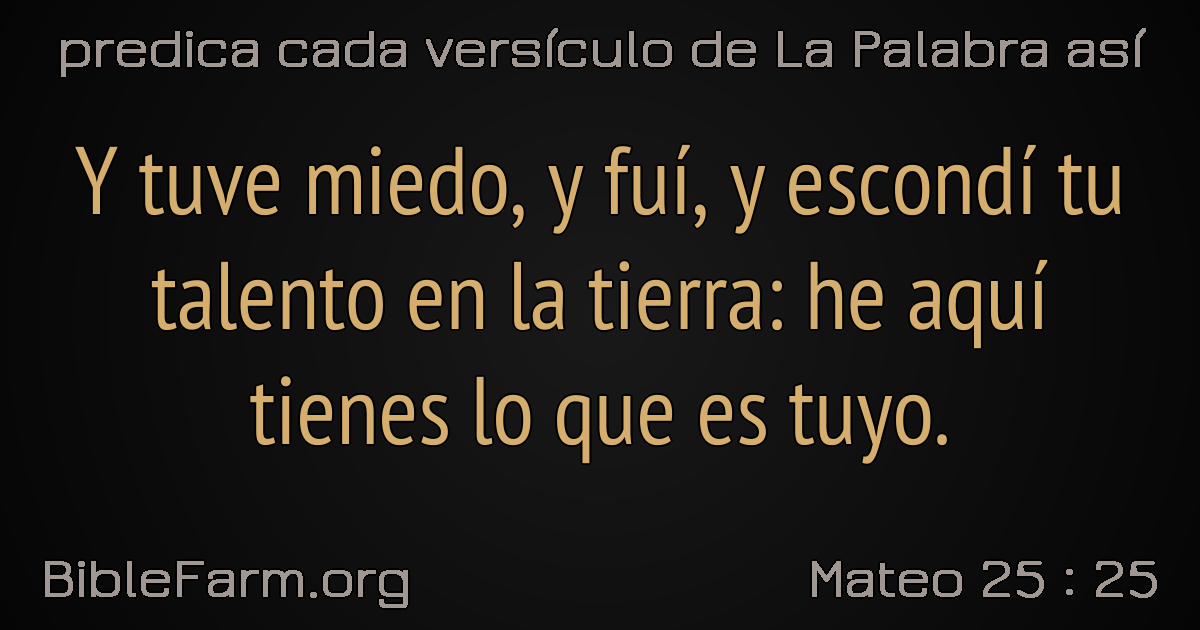 predica cada versículo de La Palabra así
Y tuve miedo, y fuí, y escondí tu
talento en la tierra: he aquí
tienes lo que es tuyo.
BibleFarm.org
Mateo 25 : 25